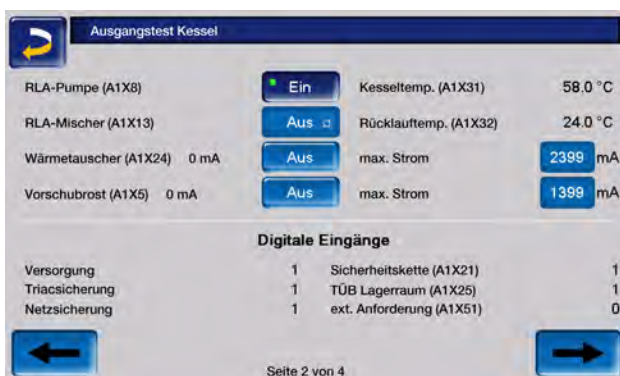 Ausgangstest Kessel
RLA-Pumpe (A1X8) Ein Kesseltemp. (A1X31) 58.0 °C
RLA-Mischer (A1X13) Aus Rücklauftemp. (A1X32) 24.0 °C
Wärmetauscher (A1X24) 0 mA Aus max. Strom 2399 mA
Vorschubrost (A1X5) 0 mA Aus max. Strom 1399 mA
Digitale Eingänge
Versorgung 1 Sicherheitskette (A1X21) 1
Triacsicherung 1 TÜB Lagerraum (A1X25) 1
Netzsicherung 1 ext. Anforderung (A1X51) 0
Seite 2 von 4